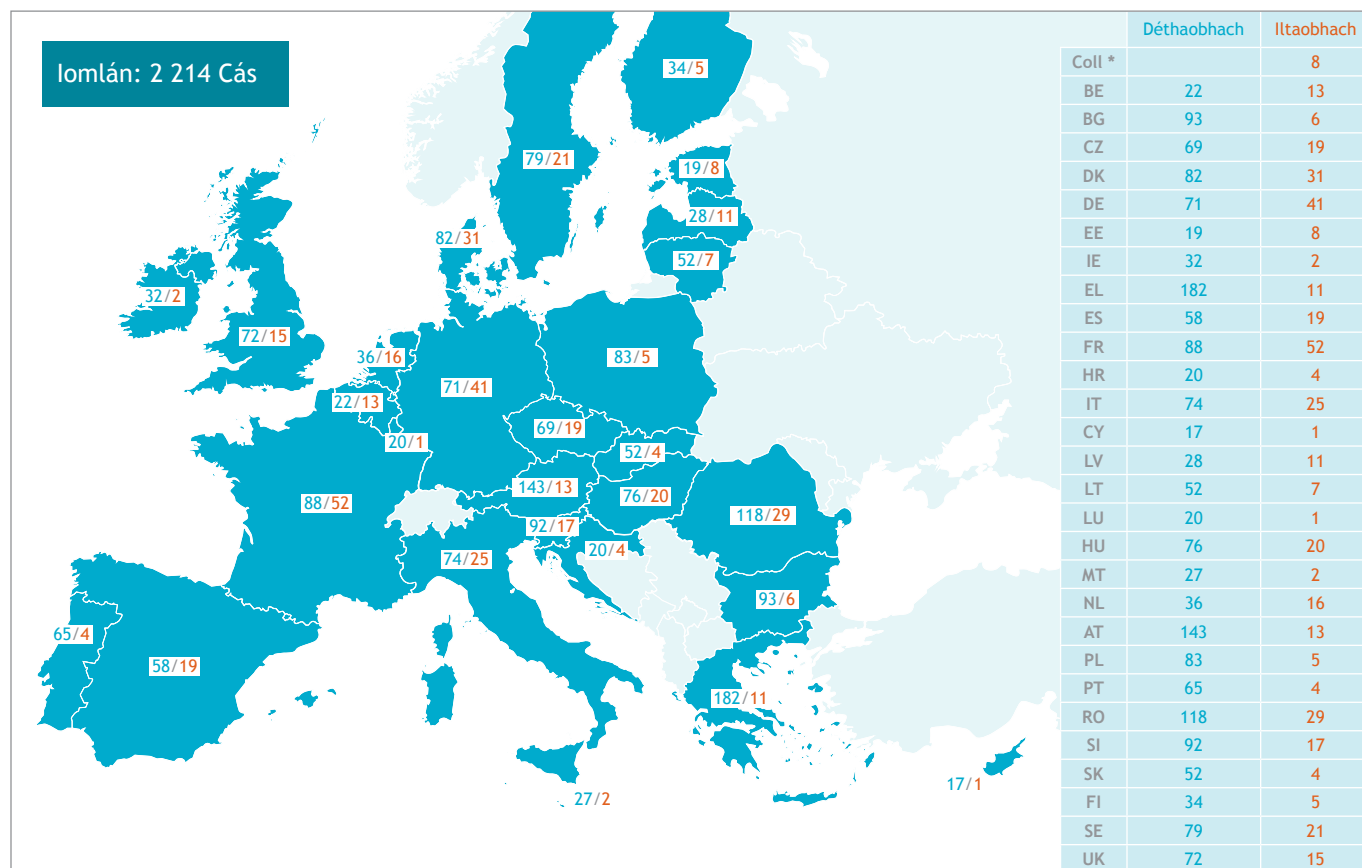 Iomlán: 2 214 Cás
34/5
79/21
19/8
28/11
82/31
52/7
32/2
72/15
36/16
83/5
71/41
22/13
69/19
20/1
52/4
143/13
76/20
88/52
118/29
92/17
20/4
74/25
93/6
65/4
58/19
182/11
17/1
27/2
Déthaobhach Iltaobhach
Coll * 8
BE 22 13
BG 93 6
CZ 69 19
DK 82 31
DE 71 41
EE 19 8
IE 32 2
EL 182 11
ES 58 19
FR 88 52
HR 20 4
IT 74 25
CY 17 1
LV 28 11
LT 52 7
LU 20 1
HU 76 20
MT 27 2
NL 36 16
AT 143 13
PL 83 5
PT 65 4
RO 118 29
SI 92 17
SK 52 4
FI 34 5
SE 79 21
UK 72 15